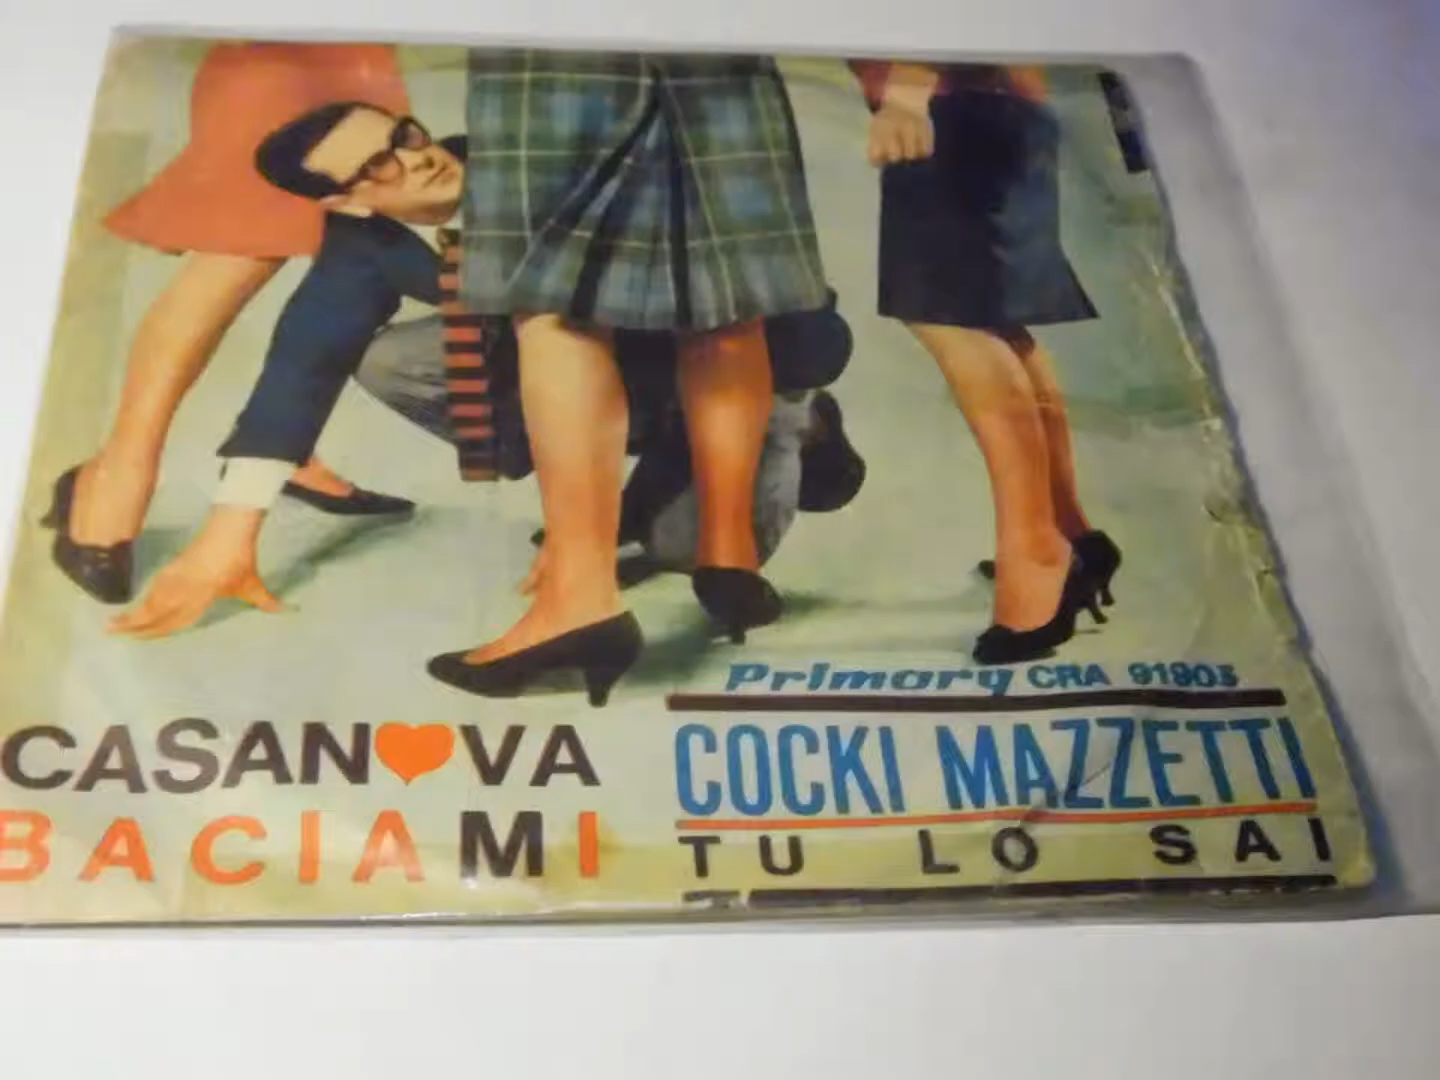 Primary CRA 91903
CASANOVA
BACIAMI
COCKI MAZZETTI
TU LO SAI